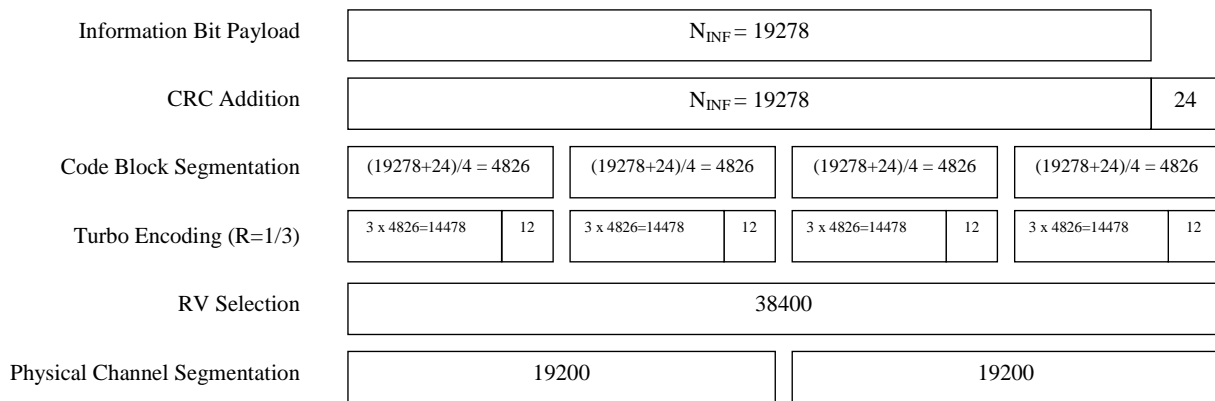 Information Bit Payload
N_INF = 19278
CRC Addition
N_INF = 19278
24
Code Block Segmentation
(19278+24)/4 = 4826
(19278+24)/4 = 4826
(19278+24)/4 = 4826
(19278+24)/4 = 4826
Turbo Encoding (R=1/3)
3 x 4826=14478
12
3 x 4826=14478
12
3 x 4826=14478
12
3 x 4826=14478
12
RV Selection
38400
Physical Channel Segmentation
19200
19200